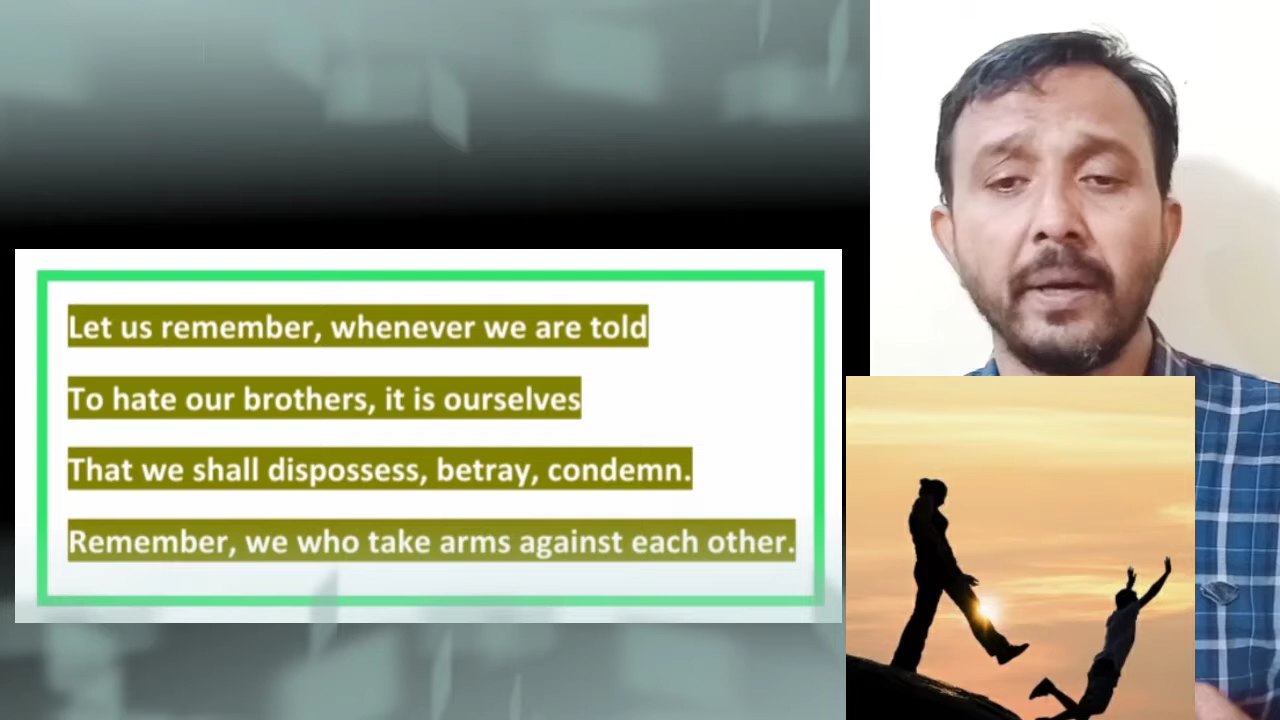 Let us remember, whenever we are told
To hate our brothers, it is ourselves
That we shall dispossess, betray, condemn.
Remember, we who take arms against each other.